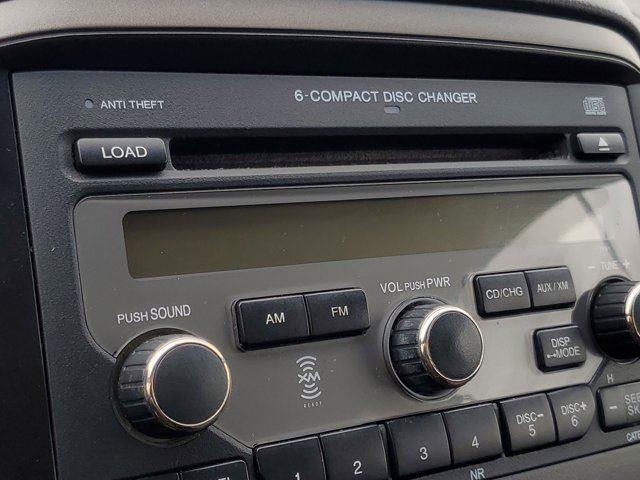 6-COMPACT DISC CHANGER
ANTI THEFT
LOAD
VOL PUSH PWR
TUNE
PUSH SOUND
AM
FM
CD/CHG
AUX/XM
DISP
MODE
XM
READY
1
2
3
4
DISC−
5
DISC+
6
NR
H